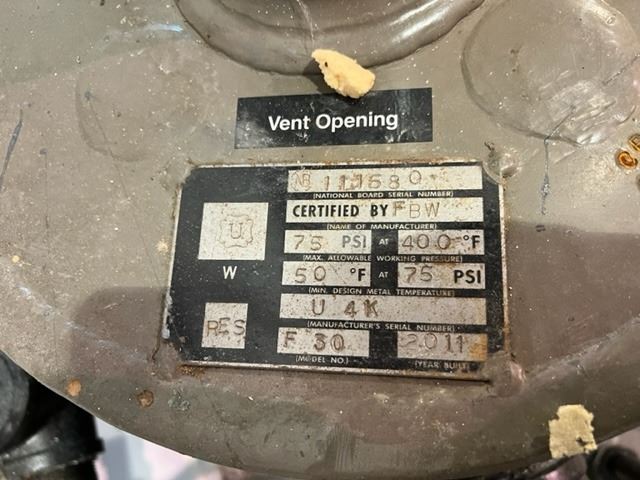 Vent Opening
NB 111580
(NATIONAL BOARD SERIAL NUMBER)
U
CERTIFIED BY FBW
(NAME OF MANUFACTURER)
75 PSI AT 400 °F
(MAX. ALLOWABLE WORKING PRESSURE)
W
50 °F AT 75 PSI
(MIN. DESIGN METAL TEMPERATURE)
U 4K
(MANUFACTURER'S SERIAL NUMBER)
RES
F 30 2011
(MODEL NO.) (YEAR BUILT)